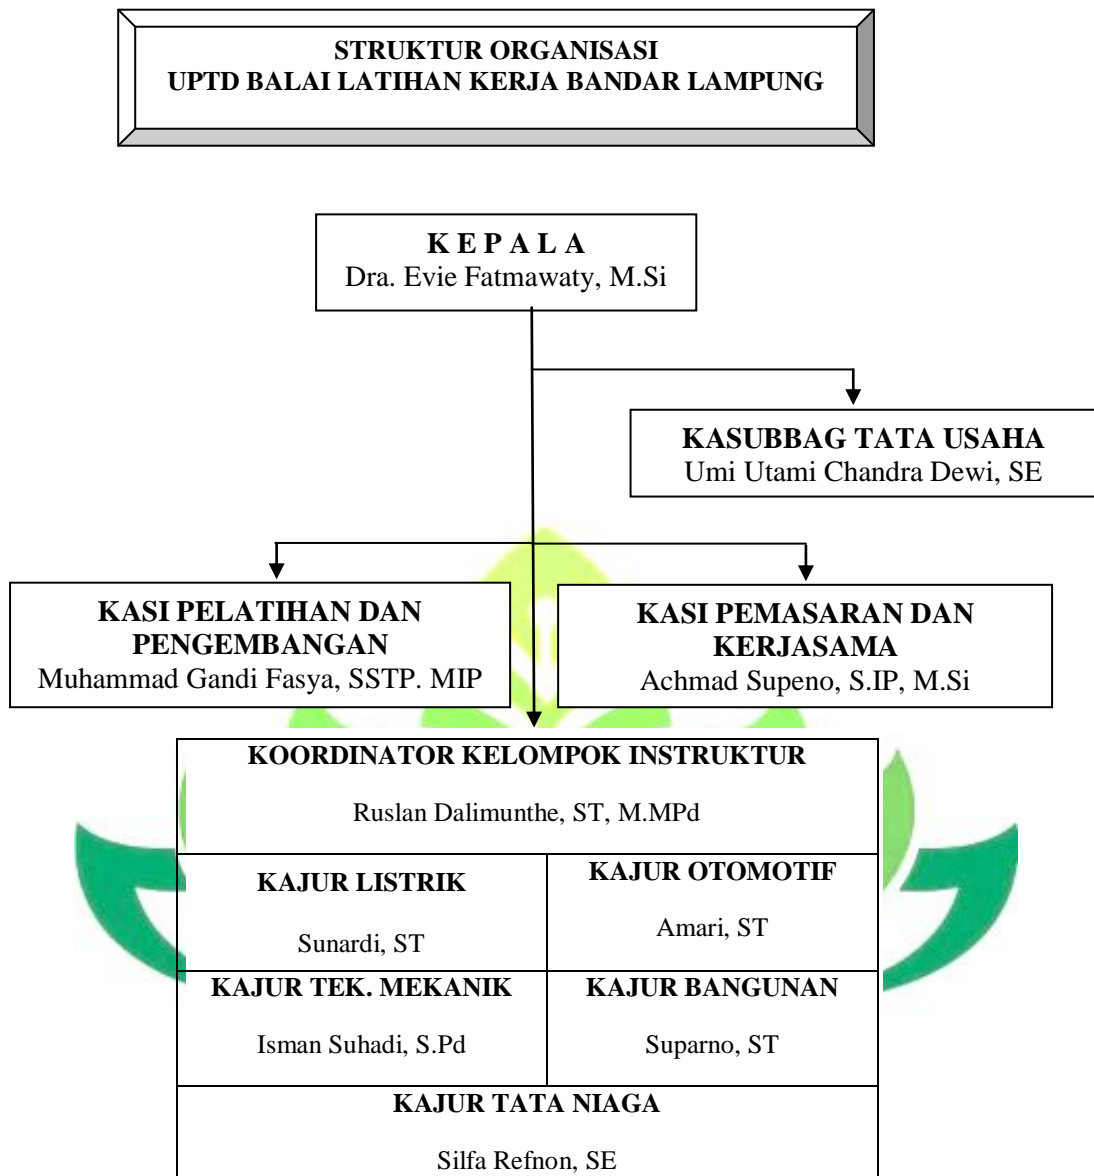 STRUKTUR ORGANISASI
UPTD BALAI LATIHAN KERJA BANDAR LAMPUNG
K E P A L A
Dra. Evie Fatmawaty, M.Si
KASUBBAG TATA USAHA
Umi Utami Chandra Dewi, SE
KASI PELATIHAN DAN
PENGEMBANGAN
Muhammad Gandi Fasya, SSTP. MIP
KASI PEMASARAN DAN
KERJASAMA
Achmad Supeno, S.IP, M.Si
KOORDINATOR KELOMPOK INSTRUKTUR
Ruslan Dalimunthe, ST, M.MPd
KAJUR LISTRIK
Sunardi, ST
KAJUR OTOMOTIF
Amari, ST
KAJUR TEK. MEKANIK
Isman Suhadi, S.Pd
KAJUR BANGUNAN
Suparno, ST
KAJUR TATA NIAGA
Silfa Refnon, SE